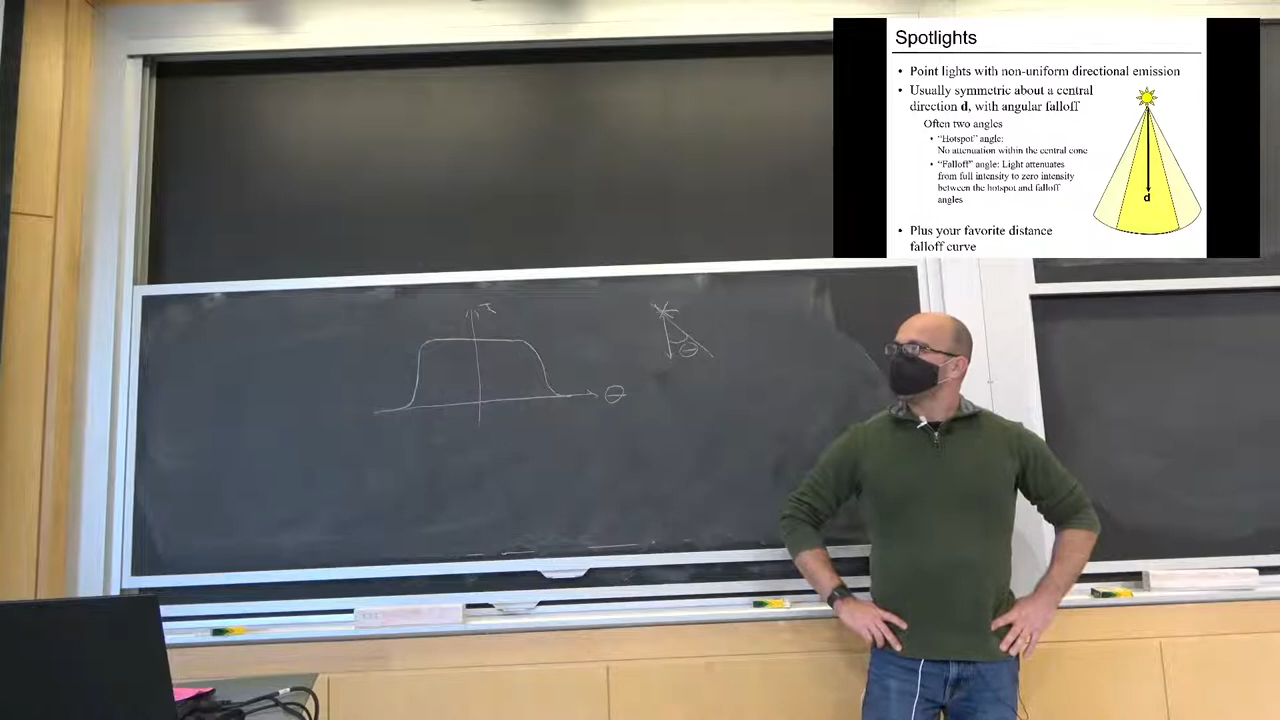 Spotlights
• Point lights with non-uniform directional emission
• Usually symmetric about a central
direction d, with angular falloff
Often two angles
• "Hotspot" angle:
No attenuation within the central cone
• "Falloff" angle: Light attenuates
from full intensity to zero intensity
between the hotspot and falloff
angles
d
• Plus your favorite distance
falloff curve
θ
θ